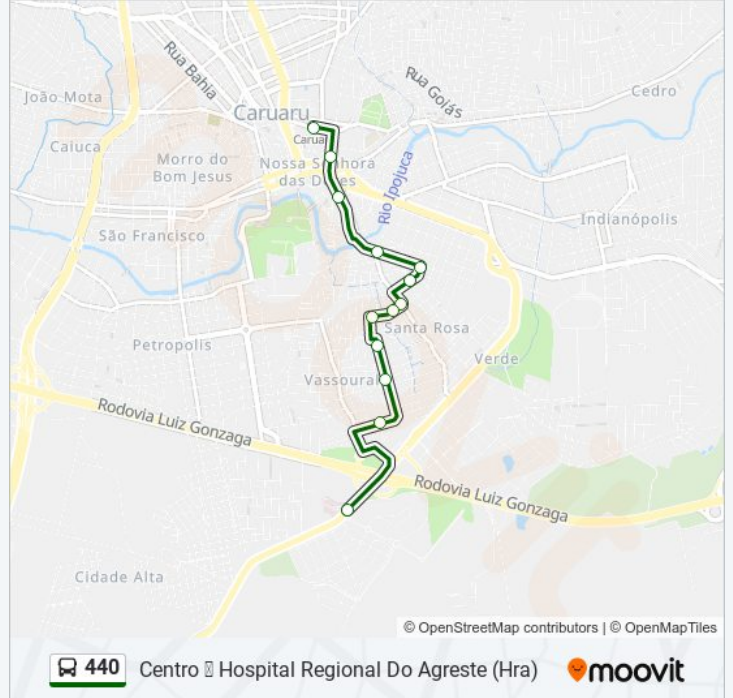 Rua Bahia
Rua Goiás
João Mota
Cedro
Caruaru
Carua
Caiuca
Morro do
Bom Jesus
Nossa Senhora
das Dores
Rio Ipojuca
Indianópolis
São Francisco
Santa Rosa
Petropolis
Verde
Vassoural
Rodovia Luiz Gonzaga
Rodovia Luiz Gonzaga
Cidade Alta
© OpenStreetMap contributors | © OpenMapTiles
440 Centro Hospital Regional Do Agreste (Hra) moovit